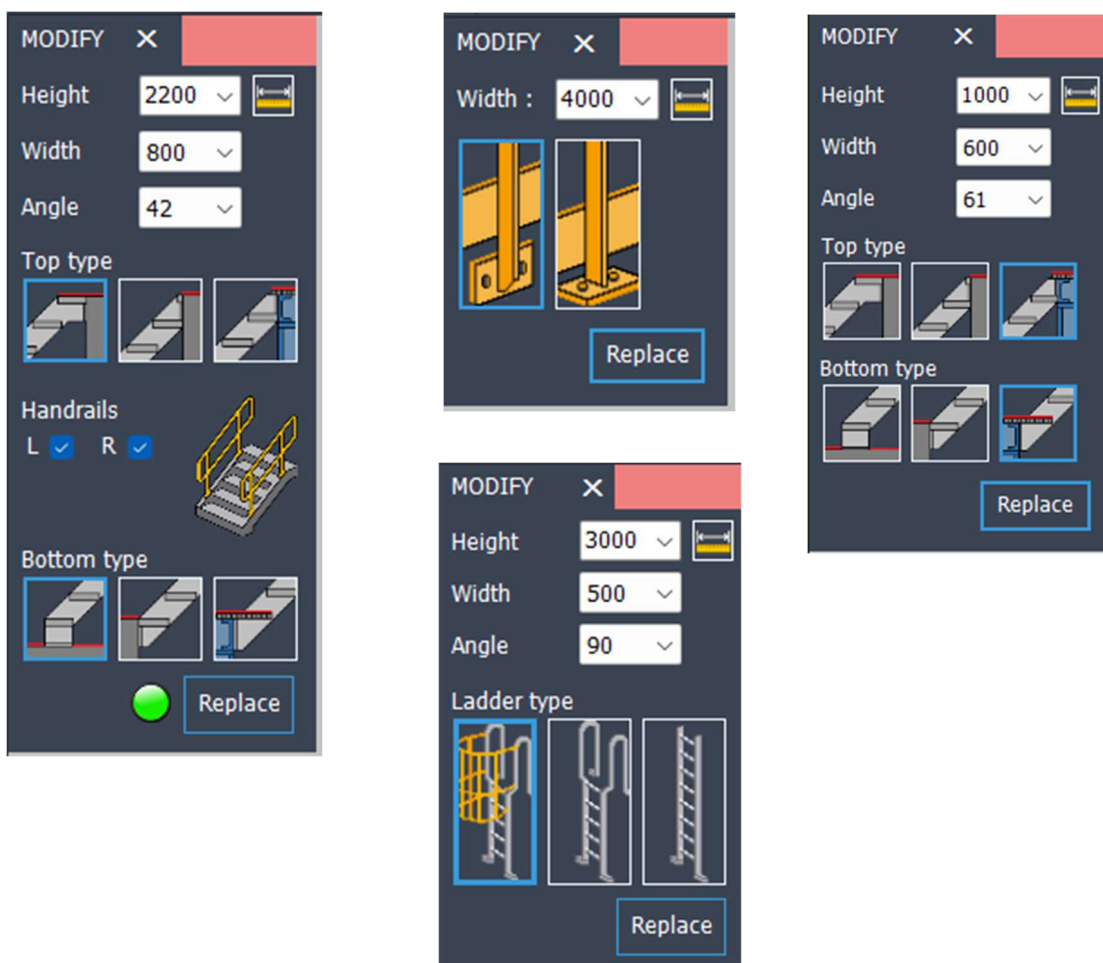 MODIFY ✕
Height 2200
Width 800
Angle 42
Top type
Handrails
L R
Bottom type
Replace
MODIFY ✕
Width : 4000
Replace
MODIFY ✕
Height 3000
Width 500
Angle 90
Ladder type
Replace
MODIFY ✕
Height 1000
Width 600
Angle 61
Top type
Bottom type
Replace